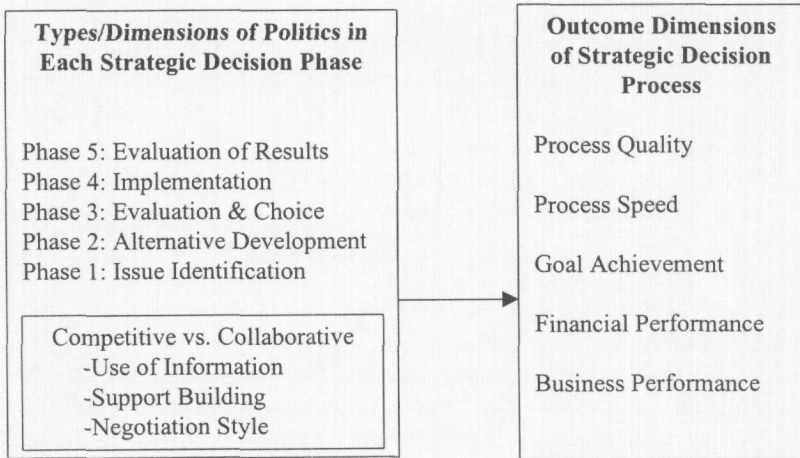 Types/Dimensions of Politics in
Each Strategic Decision Phase
Phase 5: Evaluation of Results
Phase 4: Implementation
Phase 3: Evaluation & Choice
Phase 2: Alternative Development
Phase 1: Issue Identification
Competitive vs. Collaborative
-Use of Information
-Support Building
-Negotiation Style
Outcome Dimensions
of Strategic Decision
Process
Process Quality
Process Speed
Goal Achievement
Financial Performance
Business Performance